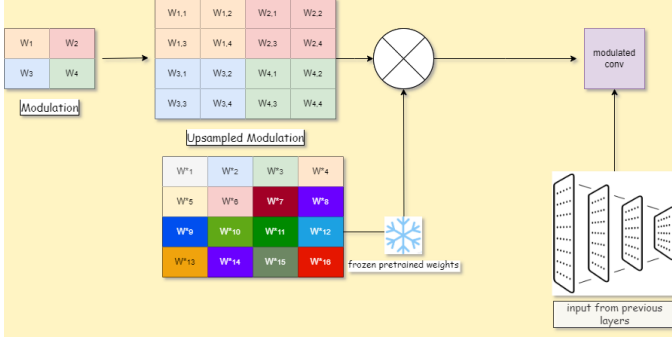 W1 W2
W3 W4
Modulation
W1,1 W1,2 W2,1 W2,2
W1,3 W1,4 W2,3 W2,4
W3,1 W3,2 W4,1 W4,2
W3,3 W3,4 W4,3 W4,4
Upsampled Modulation
W*1 W*2 W*3 W*4
W*5 W*6 W*7 W*8
W*9 W*10 W*11 W*12
W*13 W*14 W*15 W*16
frozen pretrained weights
modulated
conv
input from previous
layers